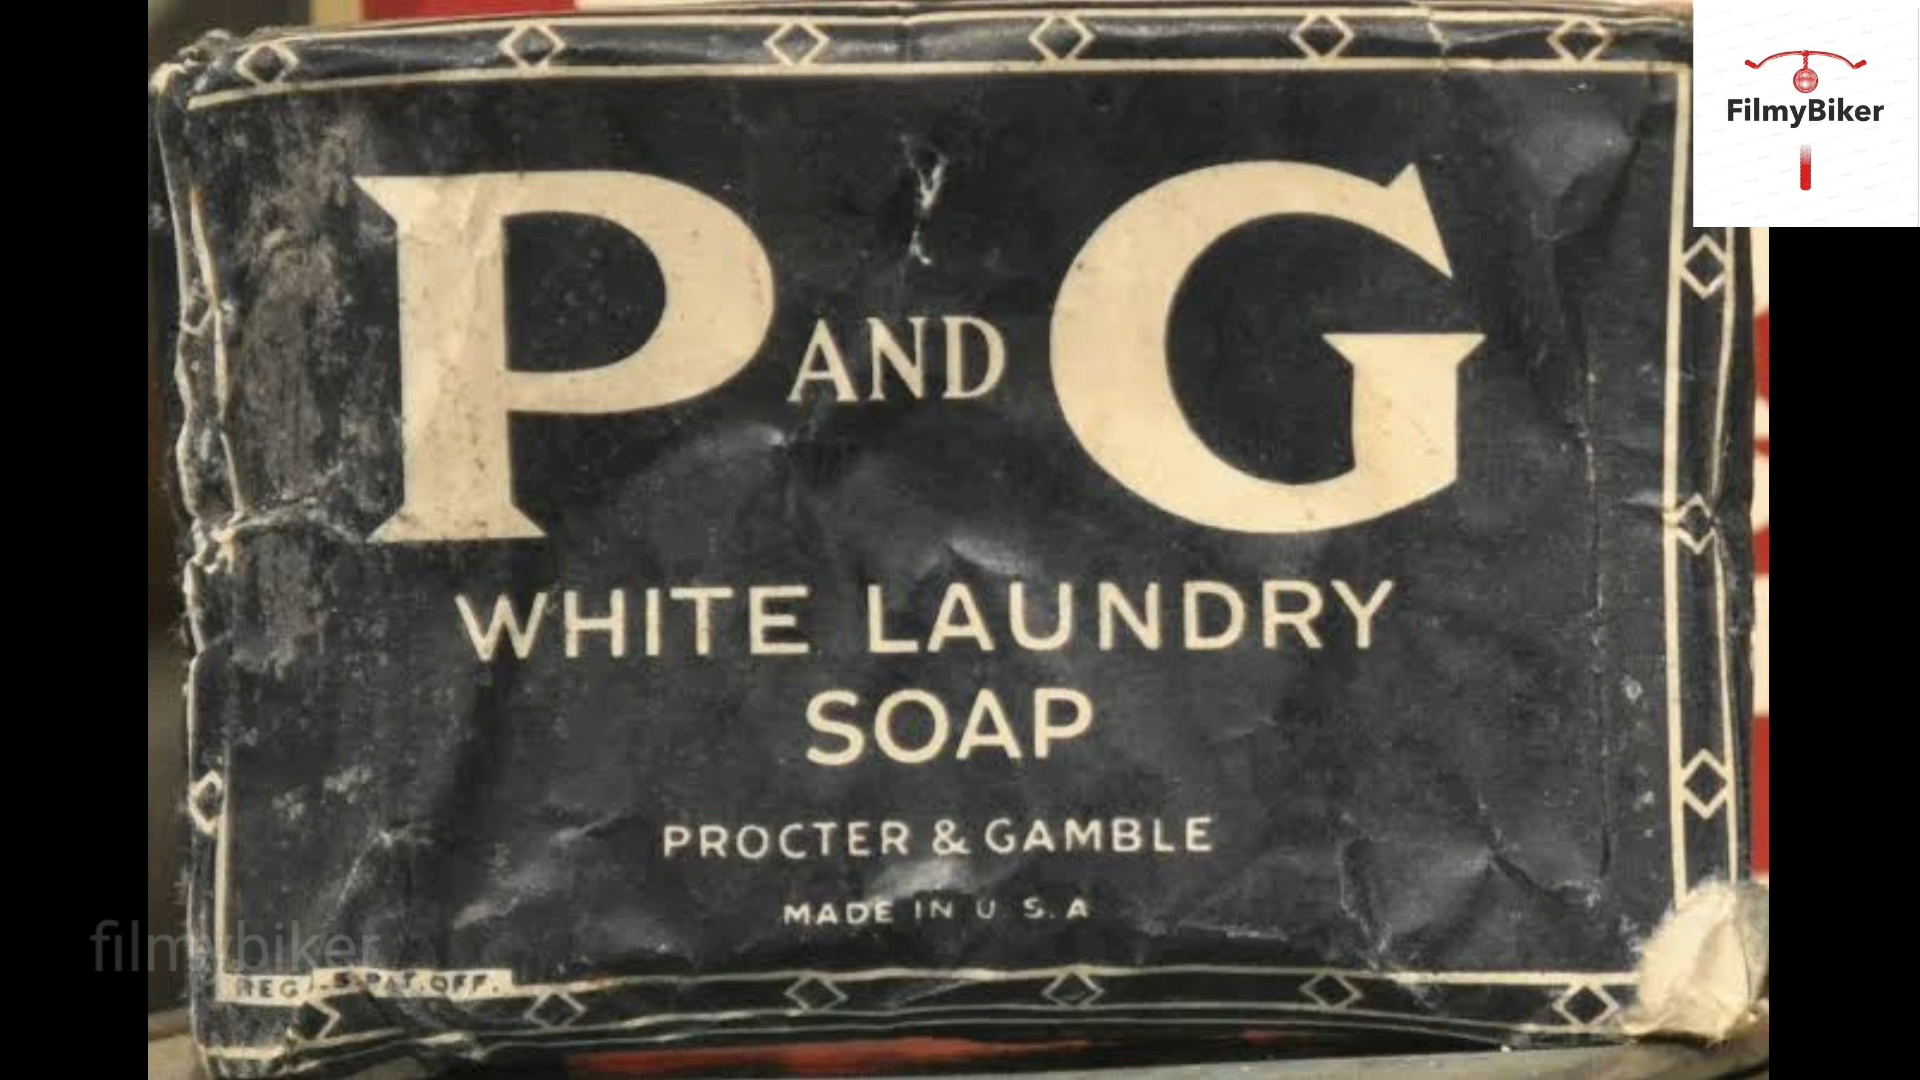 FilmyBiker
P AND G
WHITE LAUNDRY
SOAP
PROCTER & GAMBLE
MADE IN U.S.A
filmybiker
REG. S. PAT. OFF.